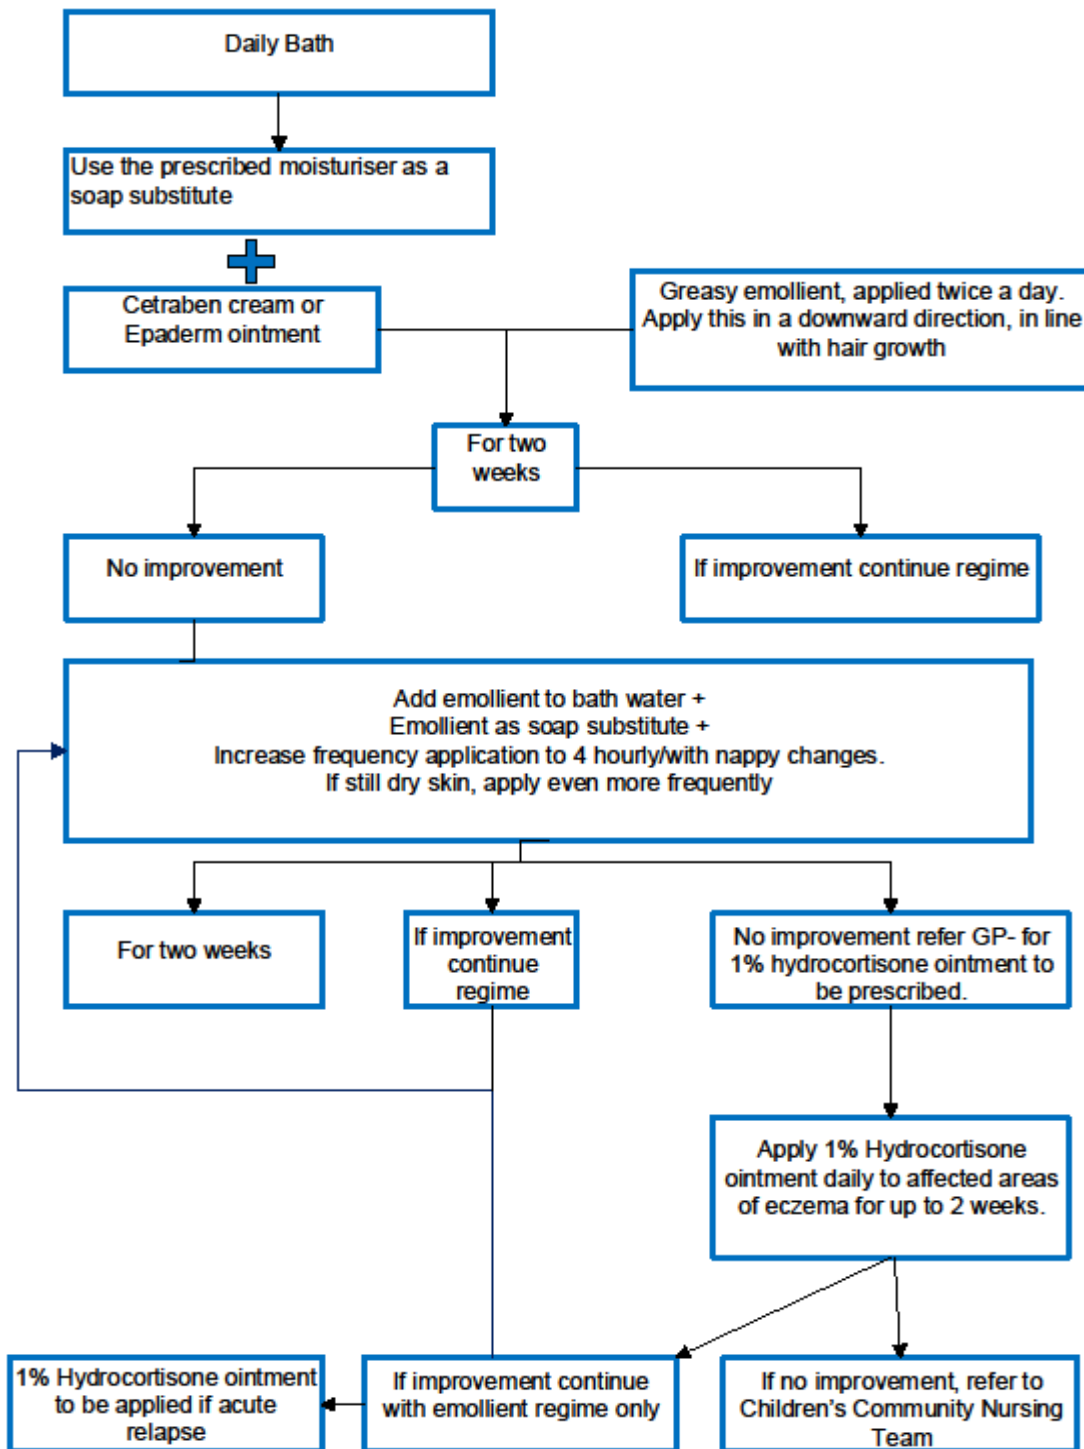 Daily Bath
Use the prescribed moisturiser as a
soap substitute
Cetraben cream or
Epaderm ointment
Greasy emollient, applied twice a day.
Apply this in a downward direction, in line
with hair growth
For two
weeks
No improvement
If improvement continue regime
Add emollient to bath water +
Emollient as soap substitute +
Increase frequency application to 4 hourly/with nappy changes.
If still dry skin, apply even more frequently
For two weeks
If improvement
continue
regime
No improvement refer GP- for
1% hydrocortisone ointment to
be prescribed.
Apply 1% Hydrocortisone
ointment daily to affected areas
of eczema for up to 2 weeks.
1% Hydrocortisone ointment
to be applied if acute
relapse
If improvement continue
with emollient regime only
If no improvement, refer to
Children's Community Nursing
Team